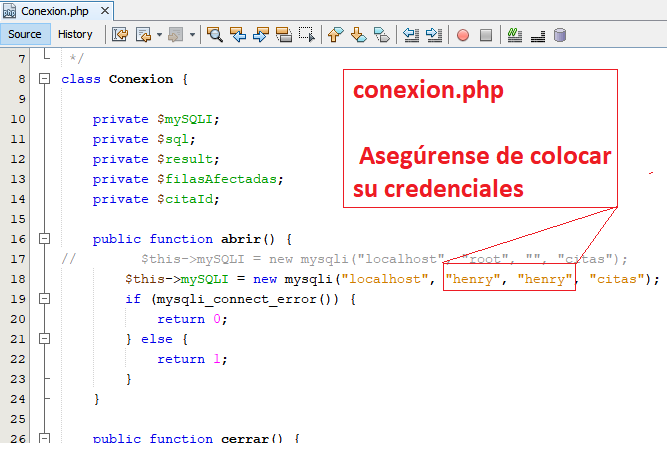 Conexion.php
Source History
7 */
8 class Conexion {
9
10 private $mySQLI;
11 private $sql;
12 private $result;
13 private $filasAfectadas;
14 private $citaId;
15
16 public function abrir() {
17 // $this->mySQLI = new mysqli("localhost", "root", "", "citas");
18 $this->mySQLI = new mysqli("localhost", "henry", "henry", "citas");
19 if (mysqli_connect_error()) {
20 return 0;
21 } else {
22 return 1;
23 }
24 }
25
26 public function cerrar() {
conexion.php
Asegúrense de colocar
su credenciales